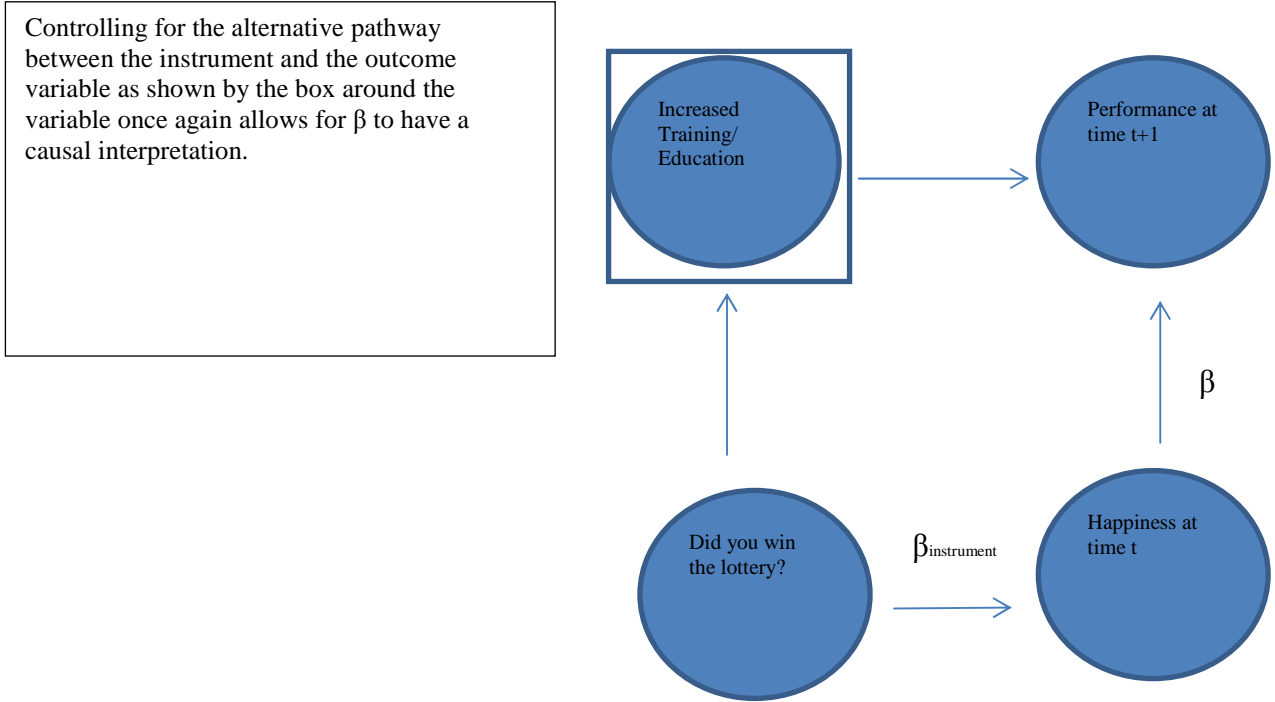 Controlling for the alternative pathway
between the instrument and the outcome
variable as shown by the box around the
variable once again allows for β to have a
causal interpretation.
Increased
Training/
Education
Performance at
time t+1
β
Did you win
the lottery?
βinstrument
Happiness at
time t